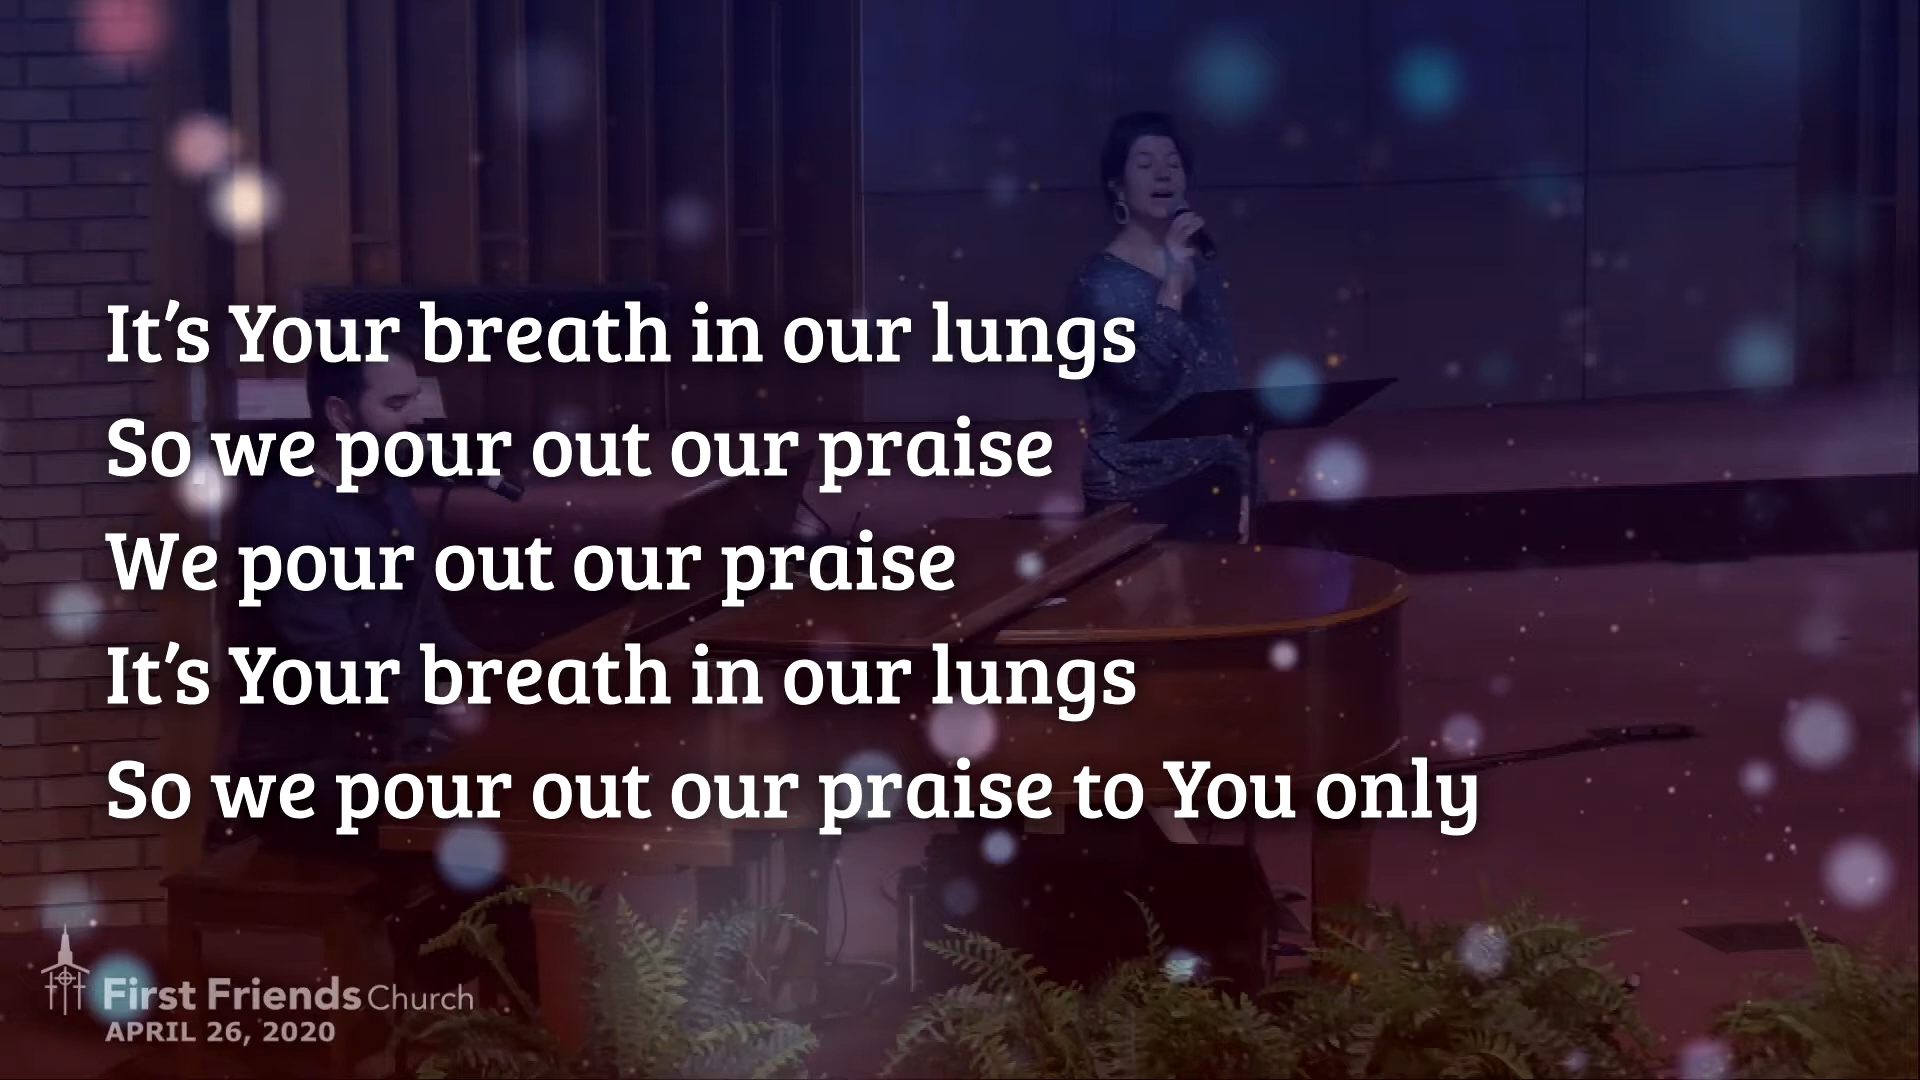 It’s Your breath in our lungs
So we pour out our praise
We pour out our praise
It’s Your breath in our lungs
So we pour out our praise to You only
First Friends Church
APRIL 26, 2020